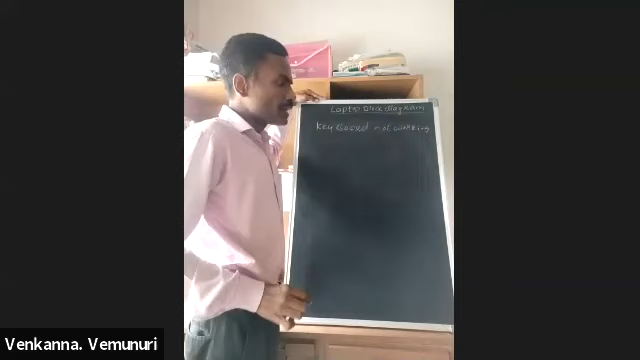 Laptop Block diagram
Key Board not working
Venkanna. Vemunuri